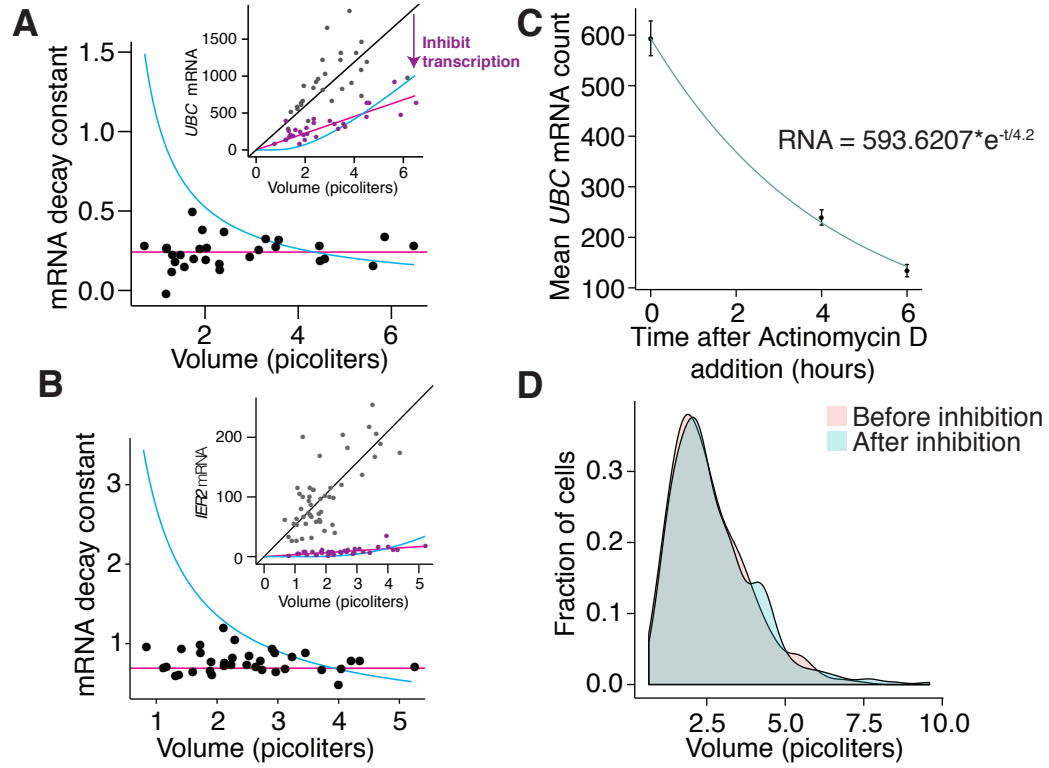 A
mRNA decay constant
1.5
1.0
0.5
0.0
2
4
6
Volume (picoliters)
UBC mRNA
1500
1000
500
0
0
2
4
6
Volume (picoliters)
Inhibit
transcription
C
Mean UBC mRNA count
600
500
400
300
200
100
RNA = 593.6207*e-t/4.2
0
2
4
6
Time after Actinomycin D
addition (hours)
B
mRNA decay constant
3
2
1
1
2
3
4
5
Volume (picoliters)
IER2 mRNA
200
100
0
0
1
2
3
4
5
Volume (picoliters)
D
Before inhibition
After inhibition
Fraction of cells
0.3
0.2
0.1
0.0
2.5
5.0
7.5
10.0
Volume (picoliters)